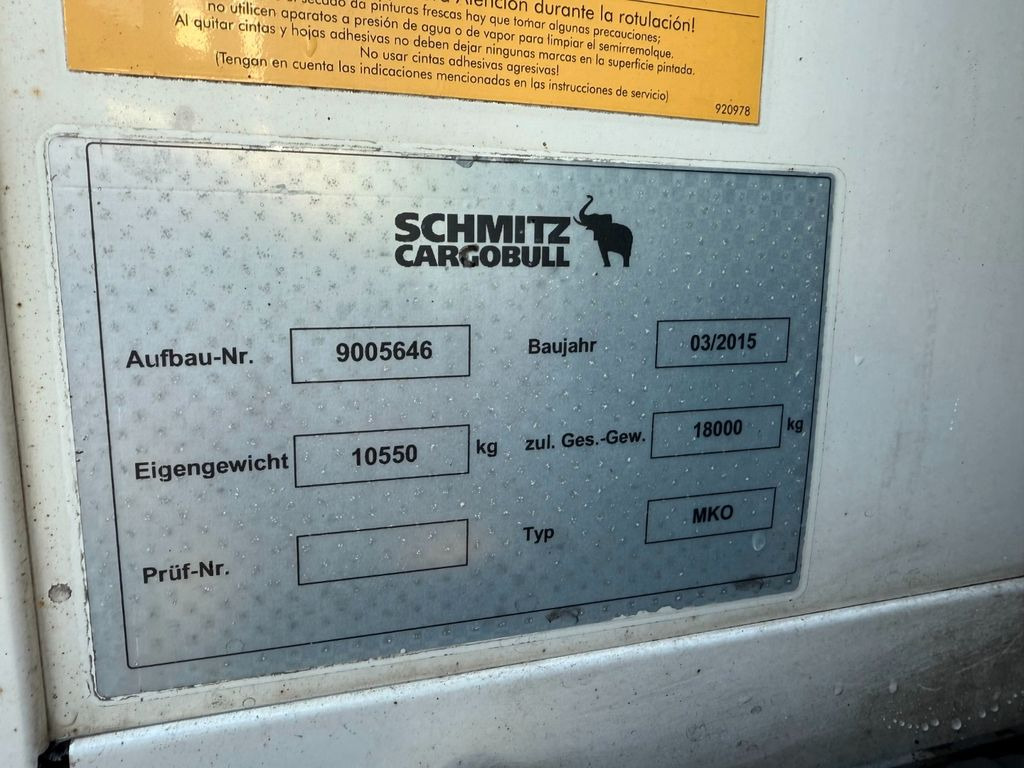 Atención durante la rotulación!
secado da pinturas frescas hay que tomar algunas precauciones;
no utilicen aparatos a presión de agua o de vapor para limpiar el semirremolque.
Al quitar cintas y hojas adhesivas no deben dejar ningunas marcas en la superficie pintada.
No usar cintas adhesivas agresivas!
(Tengan en cuenta las indicaciones mencionadas en las instrucciones de servicio)
920978
SCHMITZ
CARGOBULL
Aufbau-Nr. 9005646 Baujahr 03/2015
Eigengewicht 10550 kg zul. Ges.-Gew. 18000 kg
Prüf-Nr. Typ MKO